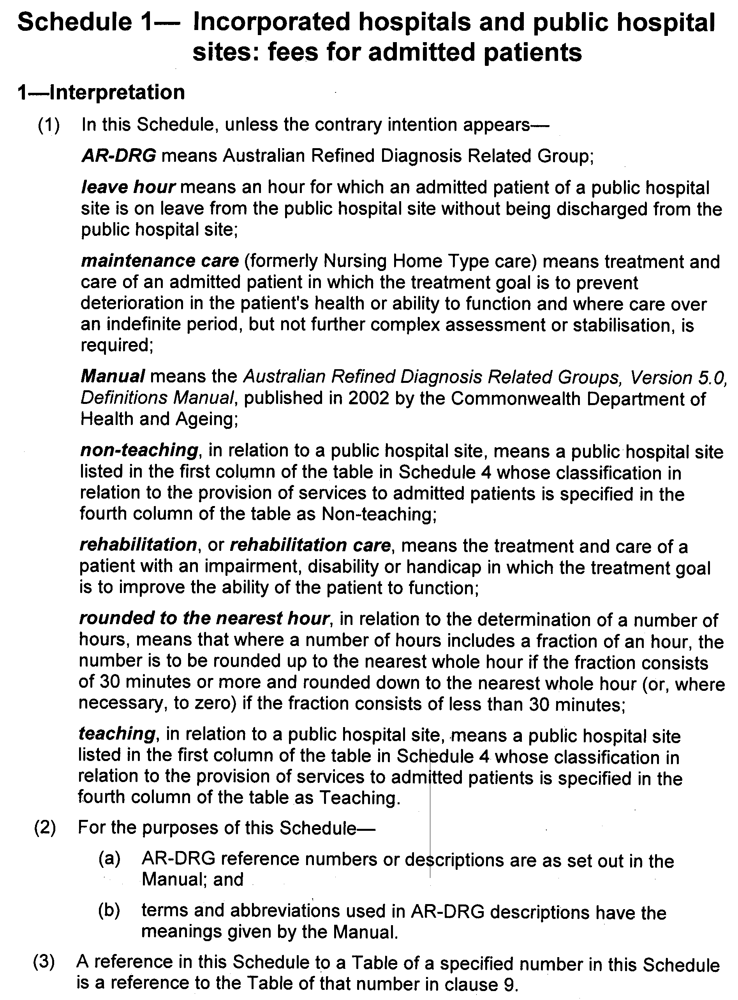 Schedule 1— Incorporated hospitals and public hospital
sites: fees for admitted patients
1—Interpretation
(1) In this Schedule, unless the contrary intention appears—
AR-DRG means Australian Refined Diagnosis Related Group;
leave hour means an hour for which an admitted patient of a public hospital
site is on leave from the public hospital site without being discharged from the
public hospital site;
maintenance care (formerly Nursing Home Type care) means treatment and
care of an admitted patient in which the treatment goal is to prevent
deterioration in the patient's health or ability to function and where care over
an indefinite period, but not further complex assessment or stabilisation, is
required;
Manual means the Australian Refined Diagnosis Related Groups, Version 5.0,
Definitions Manual, published in 2002 by the Commonwealth Department of
Health and Ageing;
non-teaching, in relation to a public hospital site, means a public hospital site
listed in the first column of the table in Schedule 4 whose classification in
relation to the provision of services to admitted patients is specified in the
fourth column of the table as Non-teaching;
rehabilitation, or rehabilitation care, means the treatment and care of a
patient with an impairment, disability or handicap in which the treatment goal
is to improve the ability of the patient to function;
rounded to the nearest hour, in relation to the determination of a number of
hours, means that where a number of hours includes a fraction of an hour, the
number is to be rounded up to the nearest whole hour if the fraction consists
of 30 minutes or more and rounded down to the nearest whole hour (or, where
necessary, to zero) if the fraction consists of less than 30 minutes;
teaching, in relation to a public hospital site, means a public hospital site
listed in the first column of the table in Schedule 4 whose classification in
relation to the provision of services to admitted patients is specified in the
fourth column of the table as Teaching.
(2) For the purposes of this Schedule—
(a) AR-DRG reference numbers or descriptions are as set out in the
Manual; and
(b) terms and abbreviations used in AR-DRG descriptions have the
meanings given by the Manual.
(3) A reference in this Schedule to a Table of a specified number in this Schedule
is a reference to the Table of that number in clause 9.